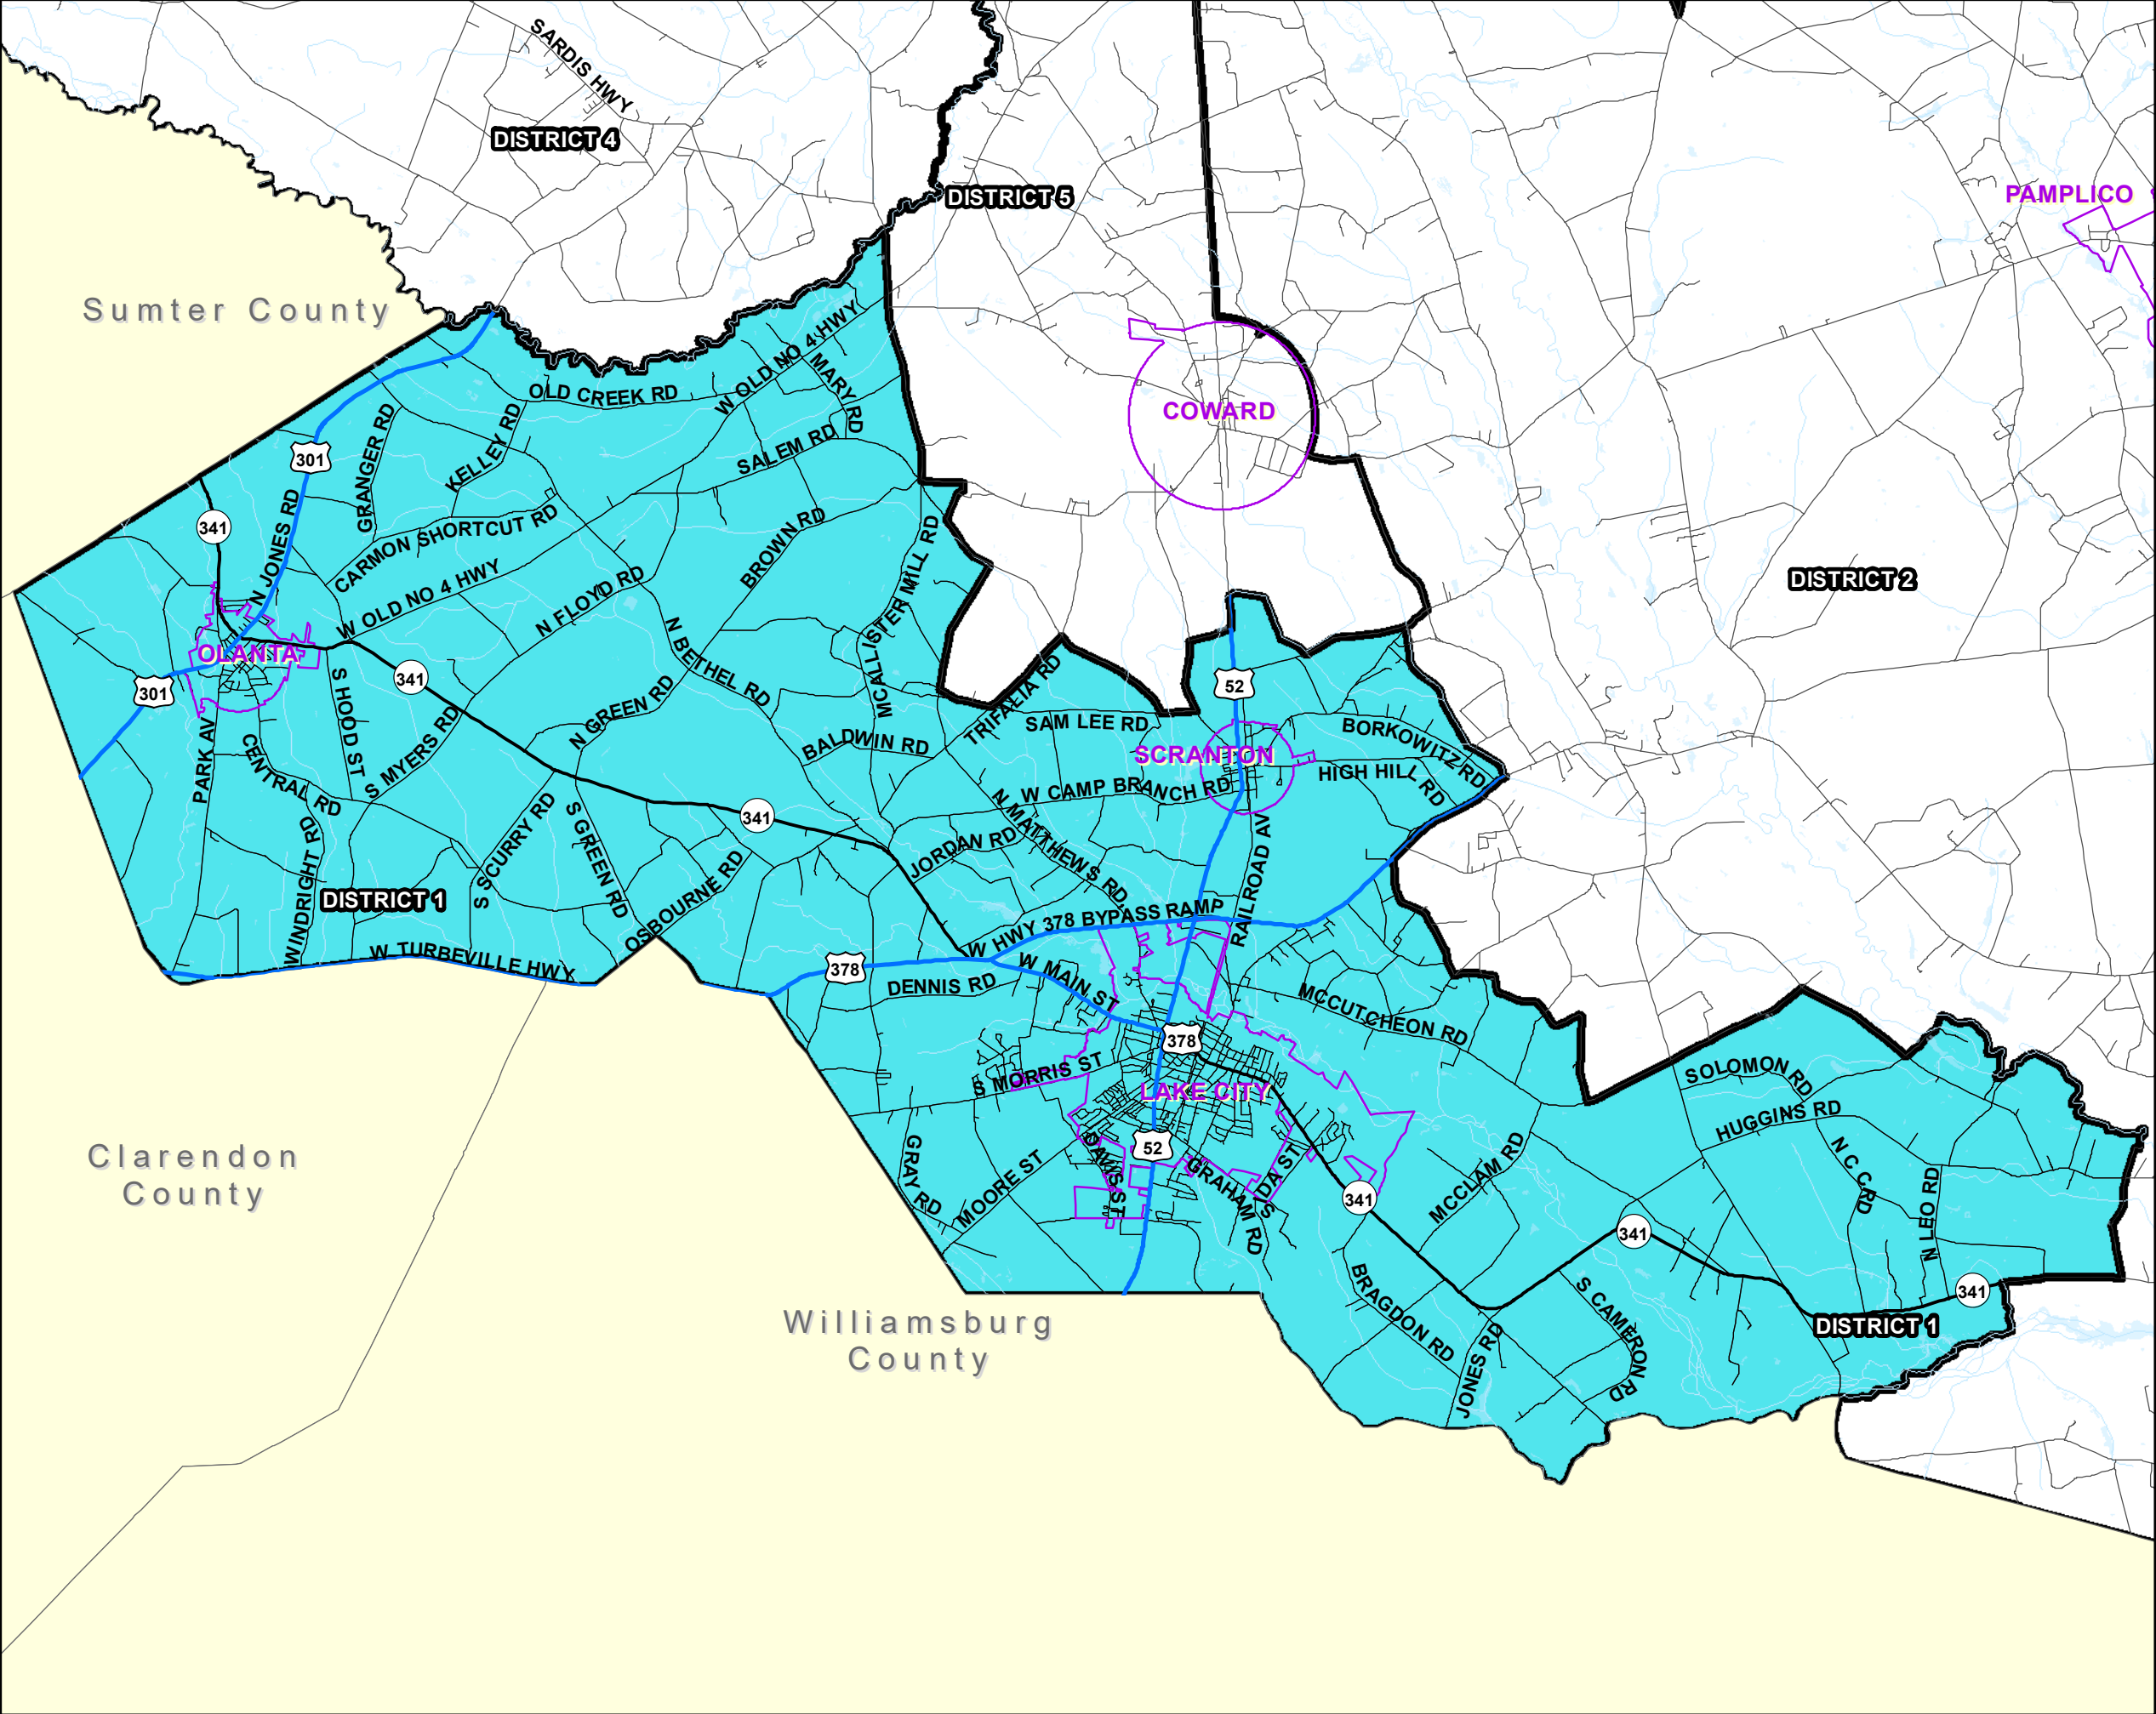 SARDIS HWY
DISTRICT 4
DISTRICT 5
PAMPLICO
Sumter County
W OLD NO 4 HWY
MARY RD
OLD CREEK RD
COWARD
GRANGER RD
KELLEY RD
SALEM RD
301
341
N JONES RD
CARMON SHORTCUT RD
BROWN RD
MCALLISTER MILL RD
W OLD NO 4 HWY
N FLOYD RD
DISTRICT 2
OLANTA
301
341
S HOOD ST
N BETHEL RD
N GREEN RD
TRIFALIA RD
52
SAM LEE RD
BORKOWITZ RD
PARK AV
CENTRAL RD
S MYERS RD
BALDWIN RD
SCRANTON
HIGH HILL RD
W CAMP BRANCH RD
WINDRIGHT RD
S SCURRY RD
S GREEN RD
341
N MATTHEWS RD
JORDAN RD
RAILROAD AV
OSBOURNE RD
DISTRICT 1
W HWY 378 BYPASS RAMP
W TURBEVILLE HWY
378
W MAIN ST
DENNIS RD
MCCUTCHEON RD
378
S MORRIS ST
LAKE CITY
SOLOMON RD
HUGGINS RD
52
DAVIS ST
GRAY RD
MOORE ST
GRAHAM RD
S IDA ST
341
MCCLAM RD
N C C RD
N LEO RD
Clarendon
County
341
341
BRAGDON RD
S CAMERON RD
JONES RD
DISTRICT 1
Williamsburg
County